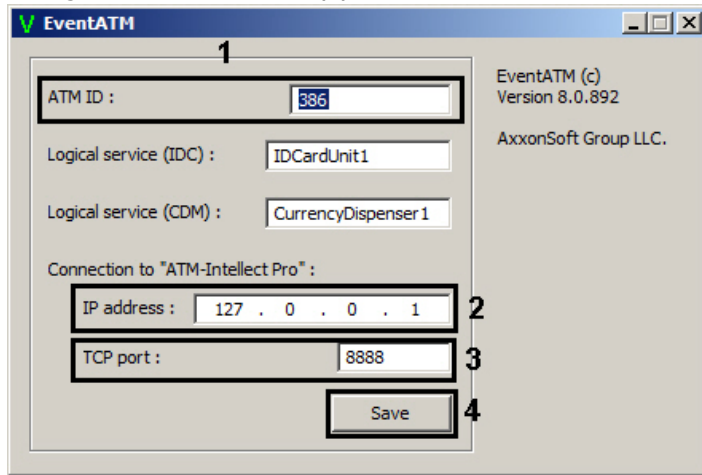 EventATM
1
ATM ID : 386
EventATM (c)
Version 8.0.892
AxxonSoft Group LLC.
Logical service (IDC) : IDCardUnit1
Logical service (CDM) : CurrencyDispenser1
Connection to "ATM-Intellect Pro" :
IP address : 127 . 0 . 0 . 1 2
TCP port : 8888 3
Save 4